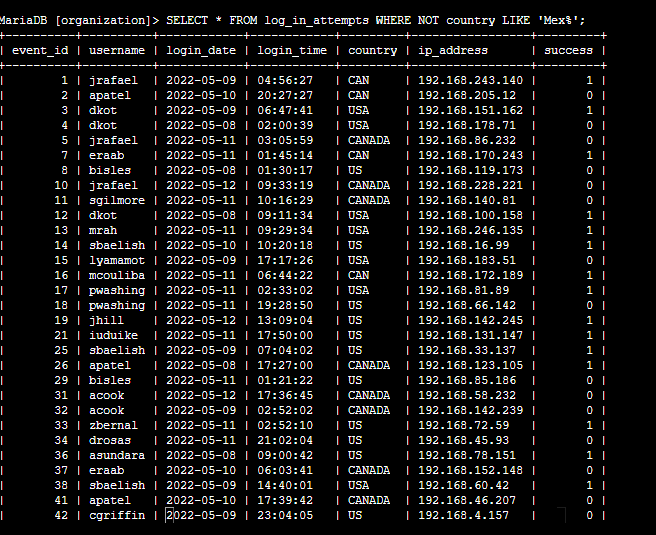 MariaDB [organization]> SELECT * FROM log_in_attempts WHERE NOT country LIKE 'Mex%';
+----------+----------+------------+------------+---------+-----------------+---------+
| event_id | username | login_date | login_time | country | ip_address | success |
+----------+----------+------------+------------+---------+-----------------+---------+
| 1 | jrafael | 2022-05-09 | 04:56:27 | CAN | 192.168.243.140 | 1 |
| 2 | apatel | 2022-05-10 | 20:27:27 | CAN | 192.168.205.12 | 0 |
| 3 | dkot | 2022-05-09 | 06:47:41 | USA | 192.168.151.162 | 1 |
| 4 | dkot | 2022-05-08 | 02:00:39 | USA | 192.168.178.71 | 0 |
| 5 | jrafael | 2022-05-11 | 03:05:59 | CANADA | 192.168.86.232 | 0 |
| 7 | eraab | 2022-05-11 | 01:45:14 | CAN | 192.168.170.243 | 1 |
| 8 | bisles | 2022-05-08 | 01:30:17 | US | 192.168.119.173 | 0 |
| 10 | jrafael | 2022-05-12 | 09:33:19 | CANADA | 192.168.228.221 | 0 |
| 11 | sgilmore | 2022-05-11 | 10:16:29 | CANADA | 192.168.140.81 | 0 |
| 12 | dkot | 2022-05-08 | 09:11:34 | USA | 192.168.100.158 | 1 |
| 13 | mrah | 2022-05-11 | 09:29:34 | USA | 192.168.246.135 | 1 |
| 14 | sbaelish | 2022-05-10 | 10:20:18 | US | 192.168.16.99 | 1 |
| 15 | lyamamot | 2022-05-09 | 17:17:26 | USA | 192.168.183.51 | 0 |
| 16 | mcouliba | 2022-05-11 | 06:44:22 | CAN | 192.168.172.189 | 1 |
| 17 | pwashing | 2022-05-11 | 02:33:02 | USA | 192.168.81.89 | 1 |
| 18 | pwashing | 2022-05-11 | 19:28:50 | US | 192.168.66.142 | 0 |
| 19 | jhill | 2022-05-12 | 13:09:04 | US | 192.168.142.245 | 1 |
| 21 | iuduike | 2022-05-11 | 17:50:00 | US | 192.168.131.147 | 1 |
| 25 | sbaelish | 2022-05-09 | 07:04:02 | US | 192.168.33.137 | 1 |
| 26 | apatel | 2022-05-08 | 17:27:00 | CANADA | 192.168.123.105 | 1 |
| 29 | bisles | 2022-05-11 | 01:21:22 | US | 192.168.85.186 | 0 |
| 31 | acook | 2022-05-12 | 17:36:45 | CANADA | 192.168.58.232 | 0 |
| 32 | acook | 2022-05-09 | 02:52:02 | CANADA | 192.168.142.239 | 0 |
| 33 | zbernal | 2022-05-11 | 02:52:10 | US | 192.168.72.59 | 1 |
| 34 | drosas | 2022-05-11 | 21:02:04 | US | 192.168.45.93 | 0 |
| 36 | asundara | 2022-05-08 | 09:00:42 | US | 192.168.78.151 | 1 |
| 37 | eraab | 2022-05-10 | 06:03:41 | CANADA | 192.168.152.148 | 0 |
| 38 | sbaelish | 2022-05-09 | 14:40:01 | USA | 192.168.60.42 | 1 |
| 41 | apatel | 2022-05-10 | 17:39:42 | CANADA | 192.168.46.207 | 0 |
| 42 | cgriffin | 2022-05-09 | 23:04:05 | US | 192.168.4.157 | 0 |